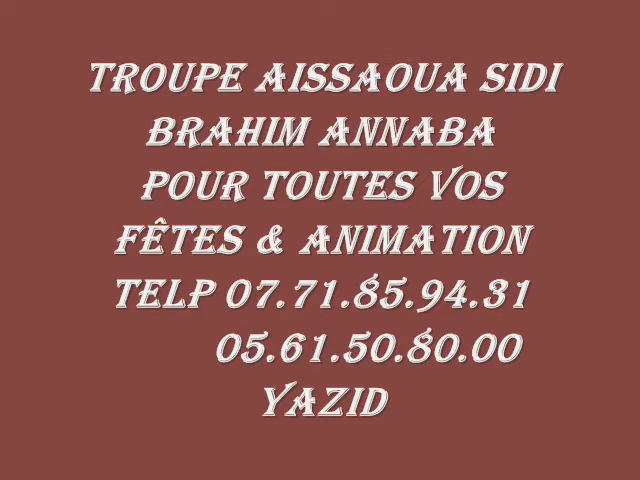 TROUPE AISSAOUA SIDI
BRAHIM ANNABA
POUR TOUTES VOS
FÊTES & ANIMATION
TELP 07.71.85.94.31
05.61.50.80.00
YAZID